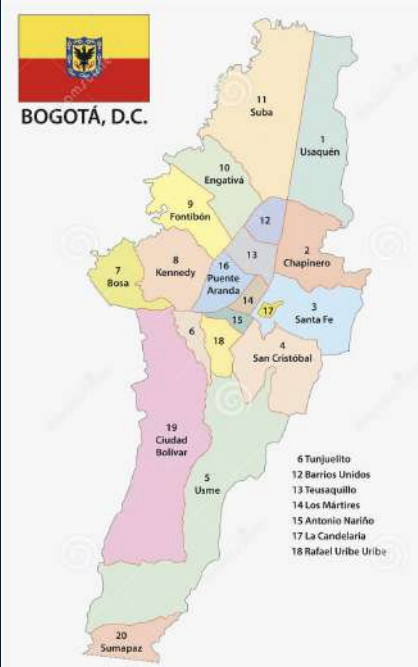 BOGOTÁ, D.C.
11
Suba
1
Usaquén
10
Engativá
9
Fontibón
12
2
Chapinero
13
8
Kennedy
16
Puente
Aranda
7
Bosa
14
3
Santa Fe
17
15
6
18
4
San Cristóbal
19
Ciudad
Bolívar
5
Usme
6 Tunjuelito
12 Barrios Unidos
13 Teusaquillo
14 Los Mártires
15 Antonio Nariño
17 La Candelaria
18 Rafael Uribe Uribe
20
Sumapaz